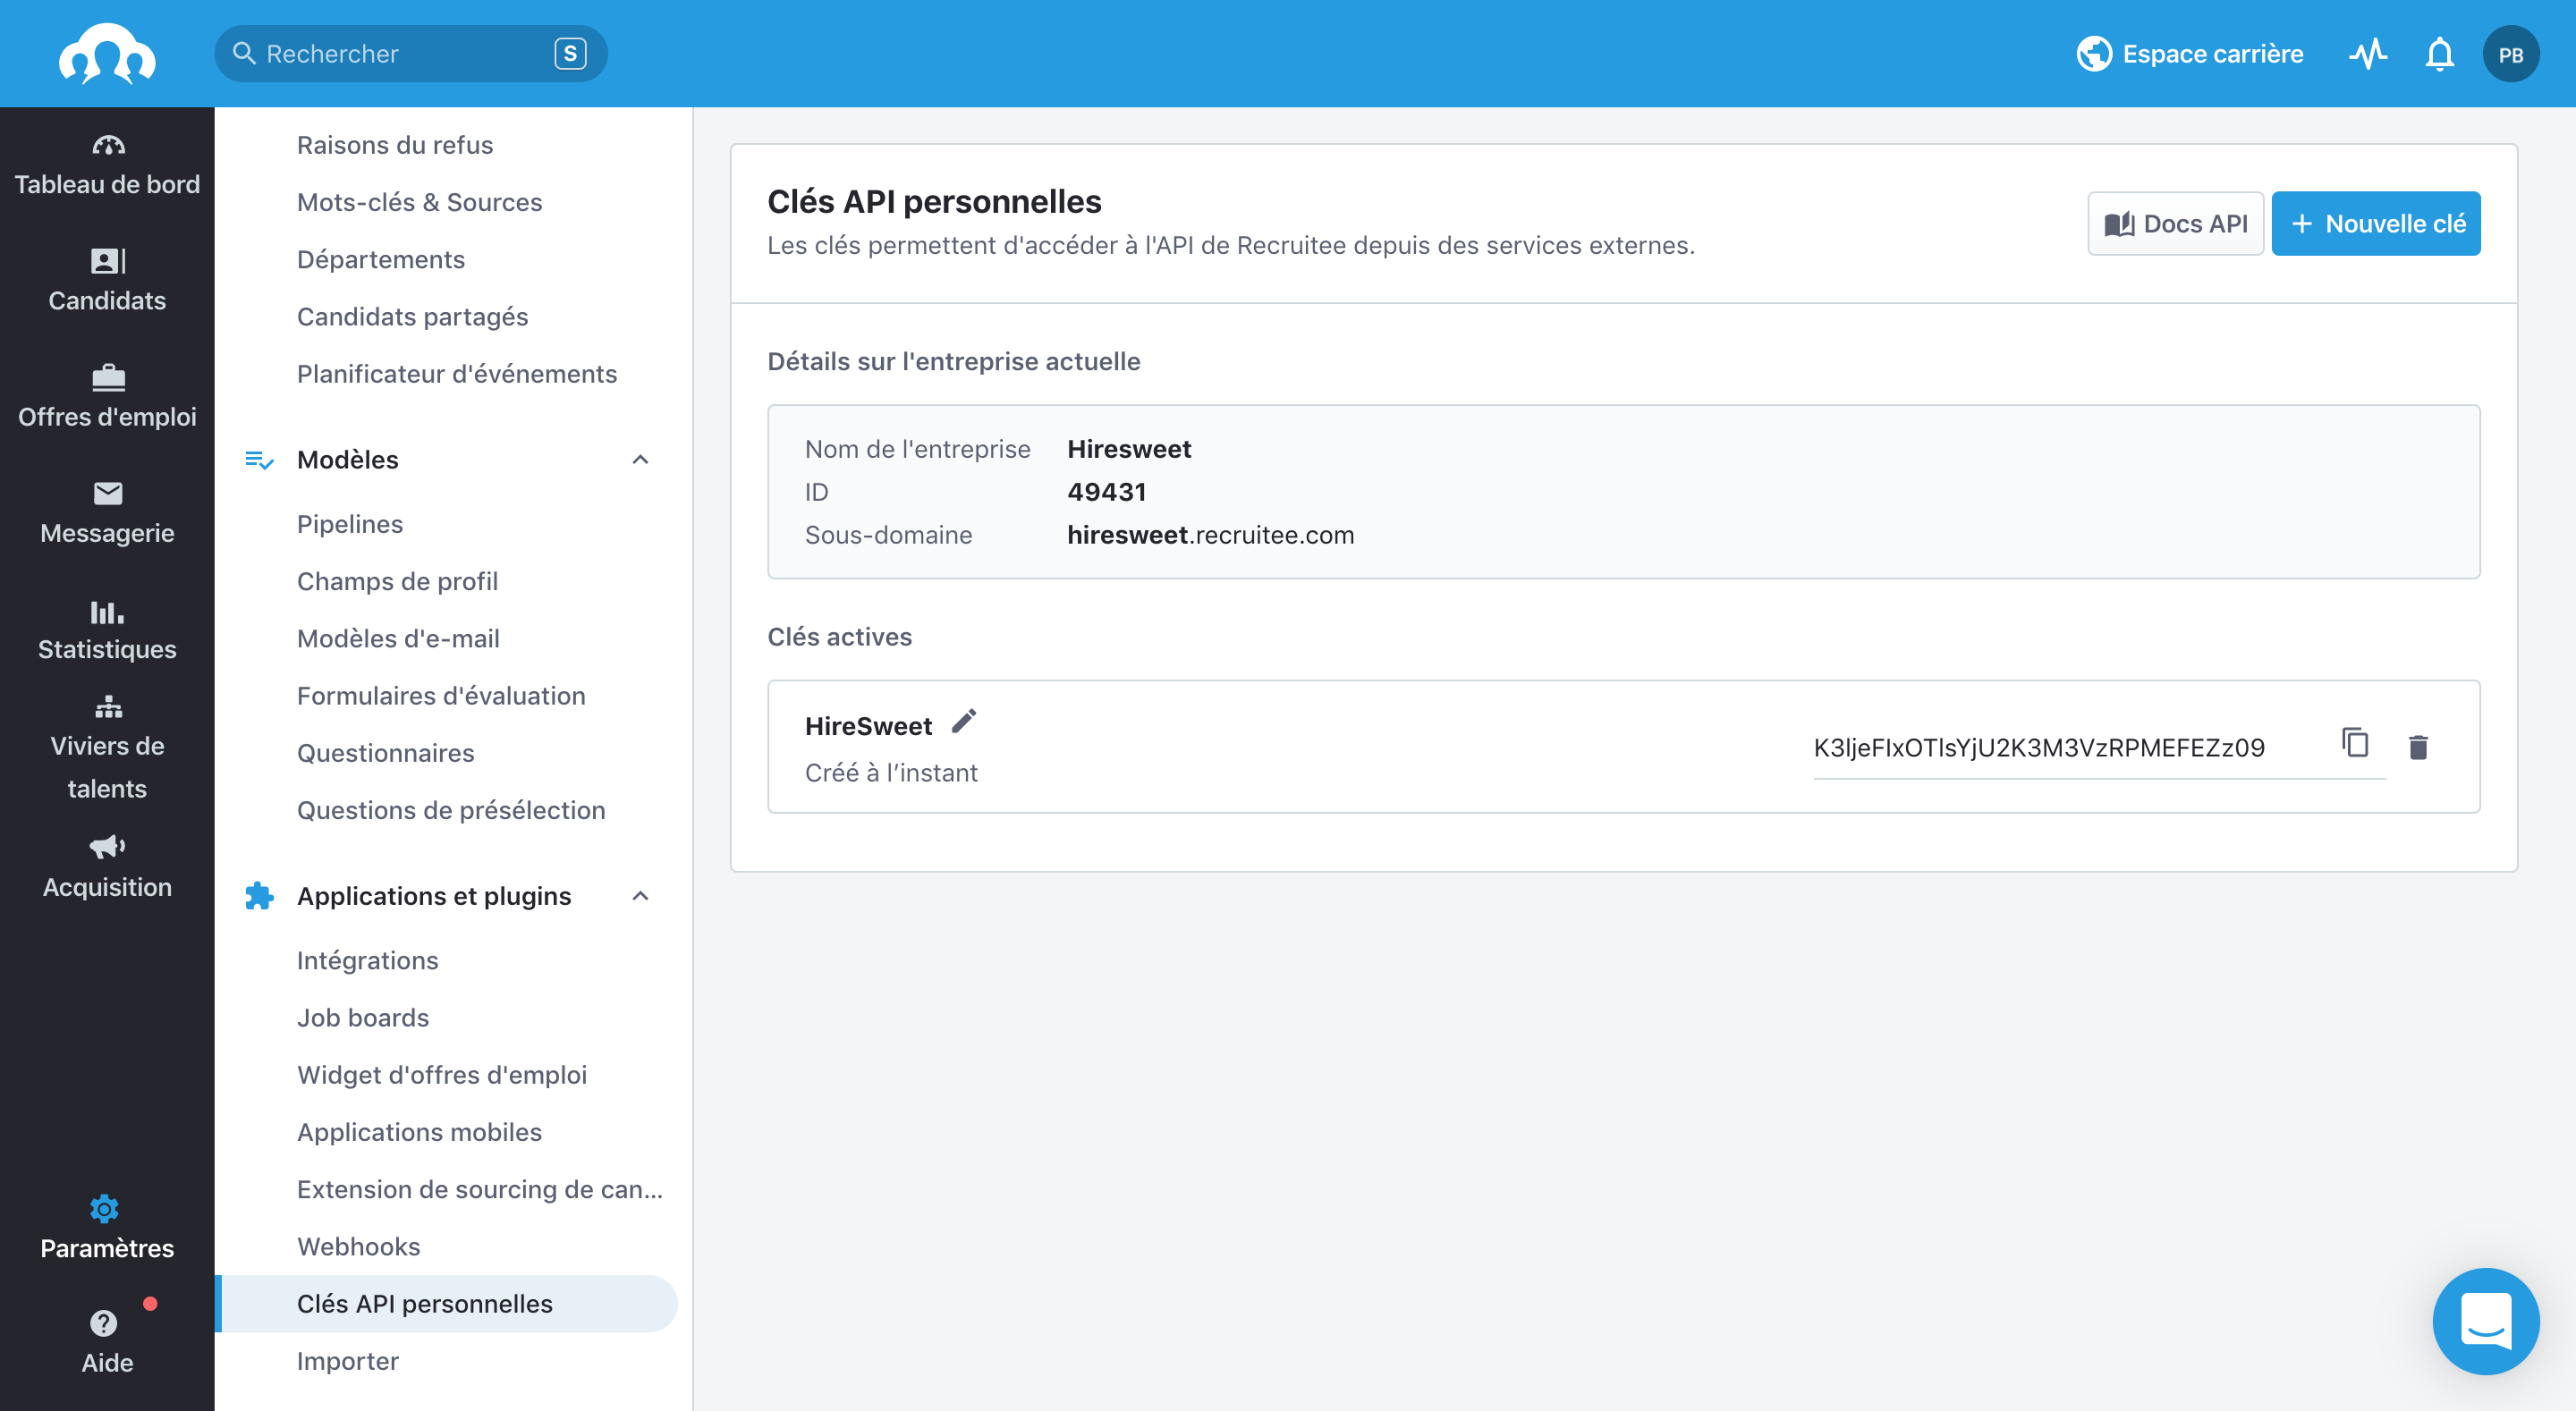 Rechercher
S
Espace carrière
PB
Tableau de bord
Candidats
Offres d'emploi
Messagerie
Statistiques
Viviers de
talents
Acquisition
Paramètres
Aide
Raisons du refus
Mots-clés & Sources
Départements
Candidats partagés
Planificateur d'événements
Modèles
Pipelines
Champs de profil
Modèles d'e-mail
Formulaires d'évaluation
Questionnaires
Questions de présélection
Applications et plugins
Intégrations
Job boards
Widget d'offres d'emploi
Applications mobiles
Extension de sourcing de can...
Webhooks
Clés API personnelles
Importer
Clés API personnelles
Les clés permettent d'accéder à l'API de Recruitee depuis des services externes.
Docs API
Nouvelle clé
Détails sur l'entreprise actuelle
Nom de l'entreprise Hiresweet
ID 49431
Sous-domaine hiresweet.recruitee.com
Clés actives
HireSweet
Créé à l’instant
K3ljeFIxOTlsYjU2K3M3VzRPMEFEZz09